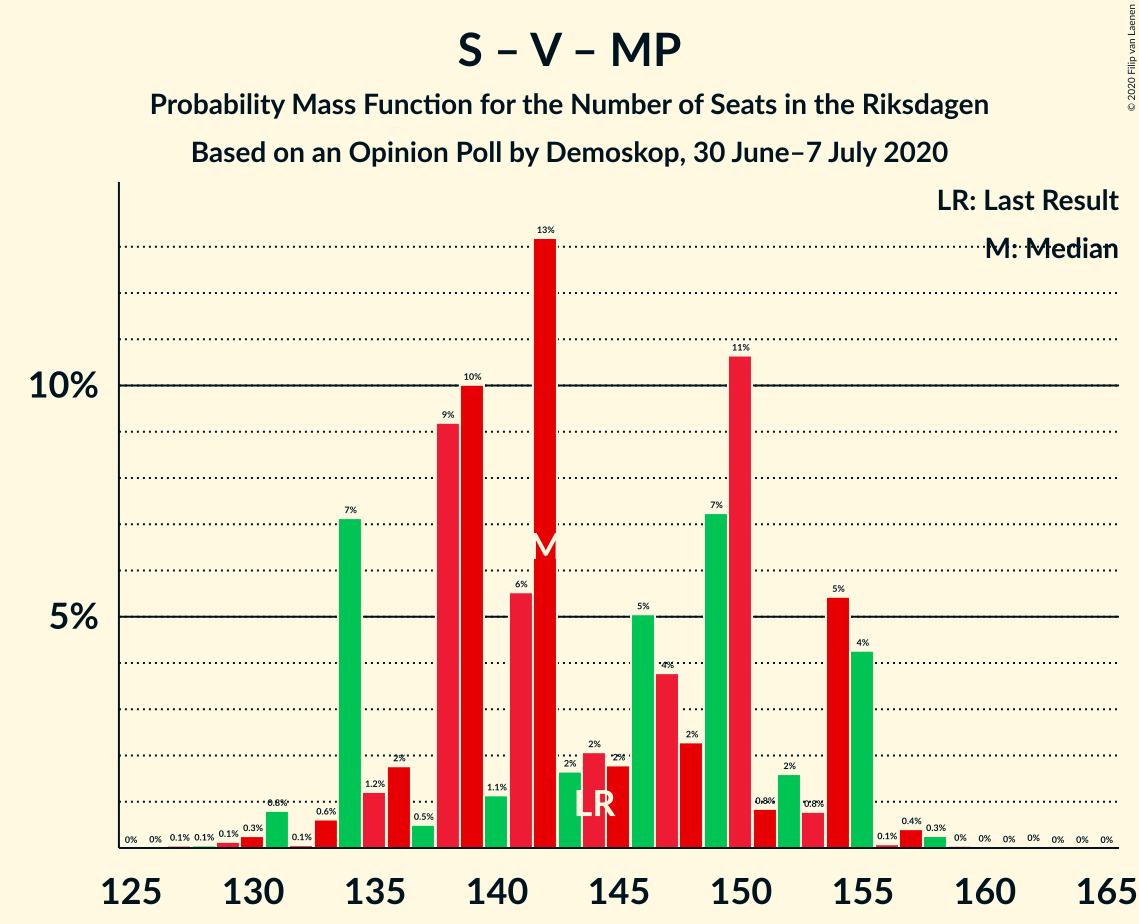 S – V – MP
Probability Mass Function for the Number of Seats in the Riksdagen
Based on an Opinion Poll by Demoskop, 30 June–7 July 2020
© 2020 Filip van Laenen
LR: Last Result
M: Median
10%
5%
0% 0% 0.1% 0.1% 0.1% 0.3% 0.8% 0.1% 0.6% 7% 1.2% 2% 0.5% 9% 10% 1.1% 6% 13% 2% 2% 2% 5% 4% 2% 7% 11% 0.8% 2% 0.8% 5% 4% 0.1% 0.4% 0.3% 0% 0% 0% 0% 0% 0% 0%
M
LR
125 130 135 140 145 150 155 160 165